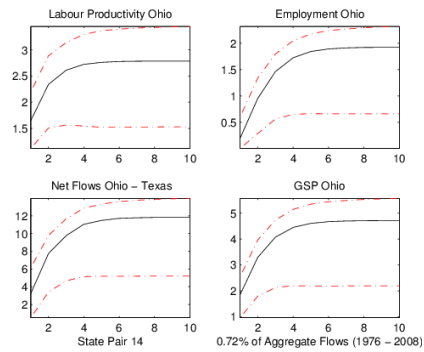 Labour Productivity Ohio
Employment Ohio
3
2.5
2
1.5
2 4 6 8 10
2
1.5
1
0.5
2 4 6 8 10
Net Flows Ohio − Texas
GSP Ohio
12
10
8
6
4
2
2 4 6 8 10
5
4
3
2
1
2 4 6 8 10
State Pair 14
0.72% of Aggregate Flows (1976 − 2008)